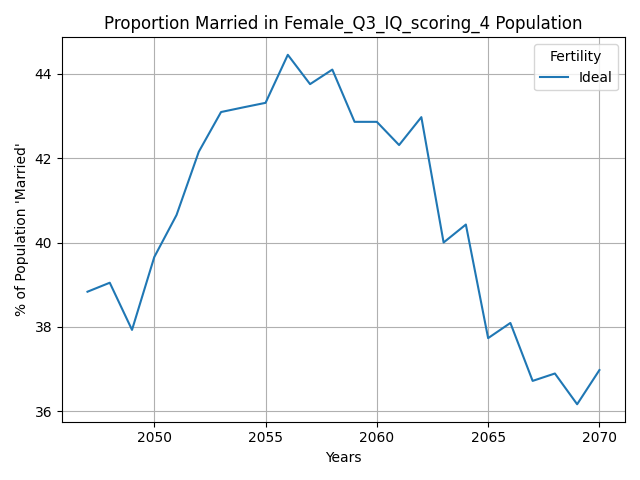 Proportion Married in Female_Q3_IQ_scoring_4 Population
Fertility
Ideal
% of Population 'Married'
44
42
40
38
36
2050
2055
2060
2065
2070
Years